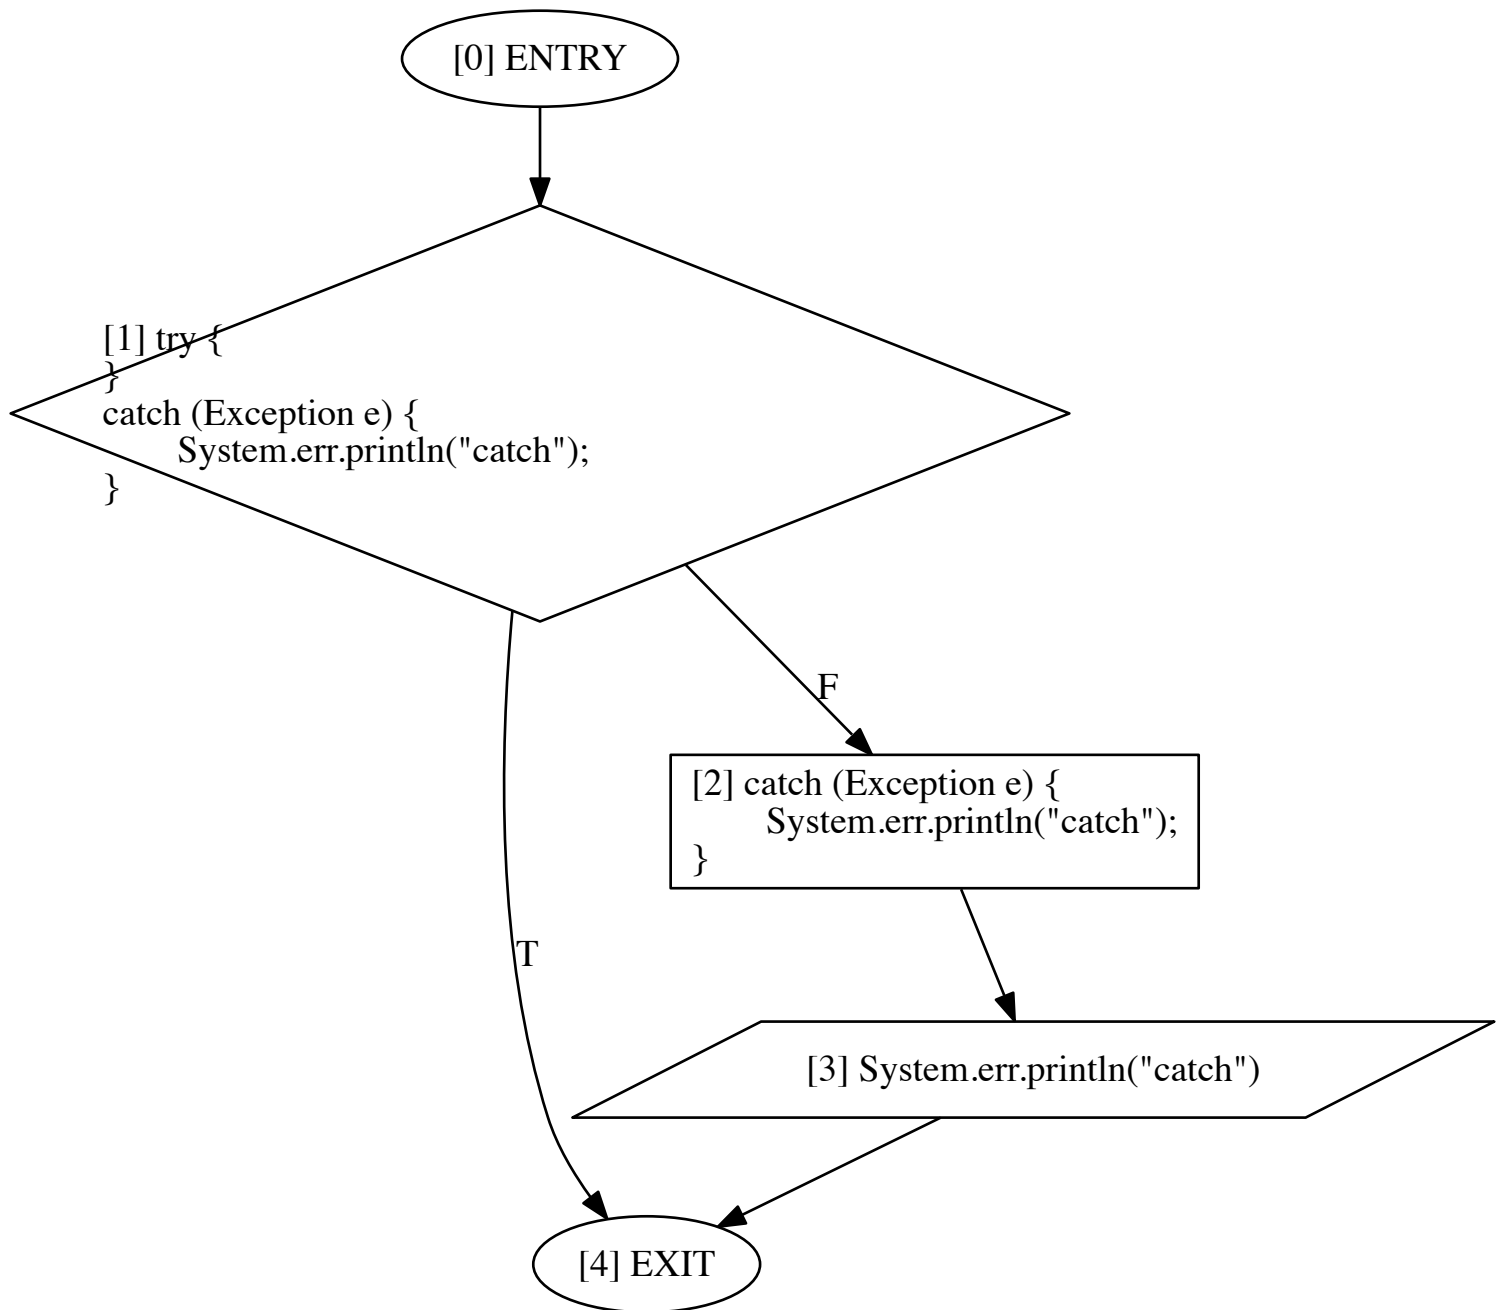 [0] ENTRY
[1] try {
}
catch (Exception e) {
System.err.println("catch");
}
F
[2] catch (Exception e) {
System.err.println("catch");
}
T
[3] System.err.println("catch")
[4] EXIT